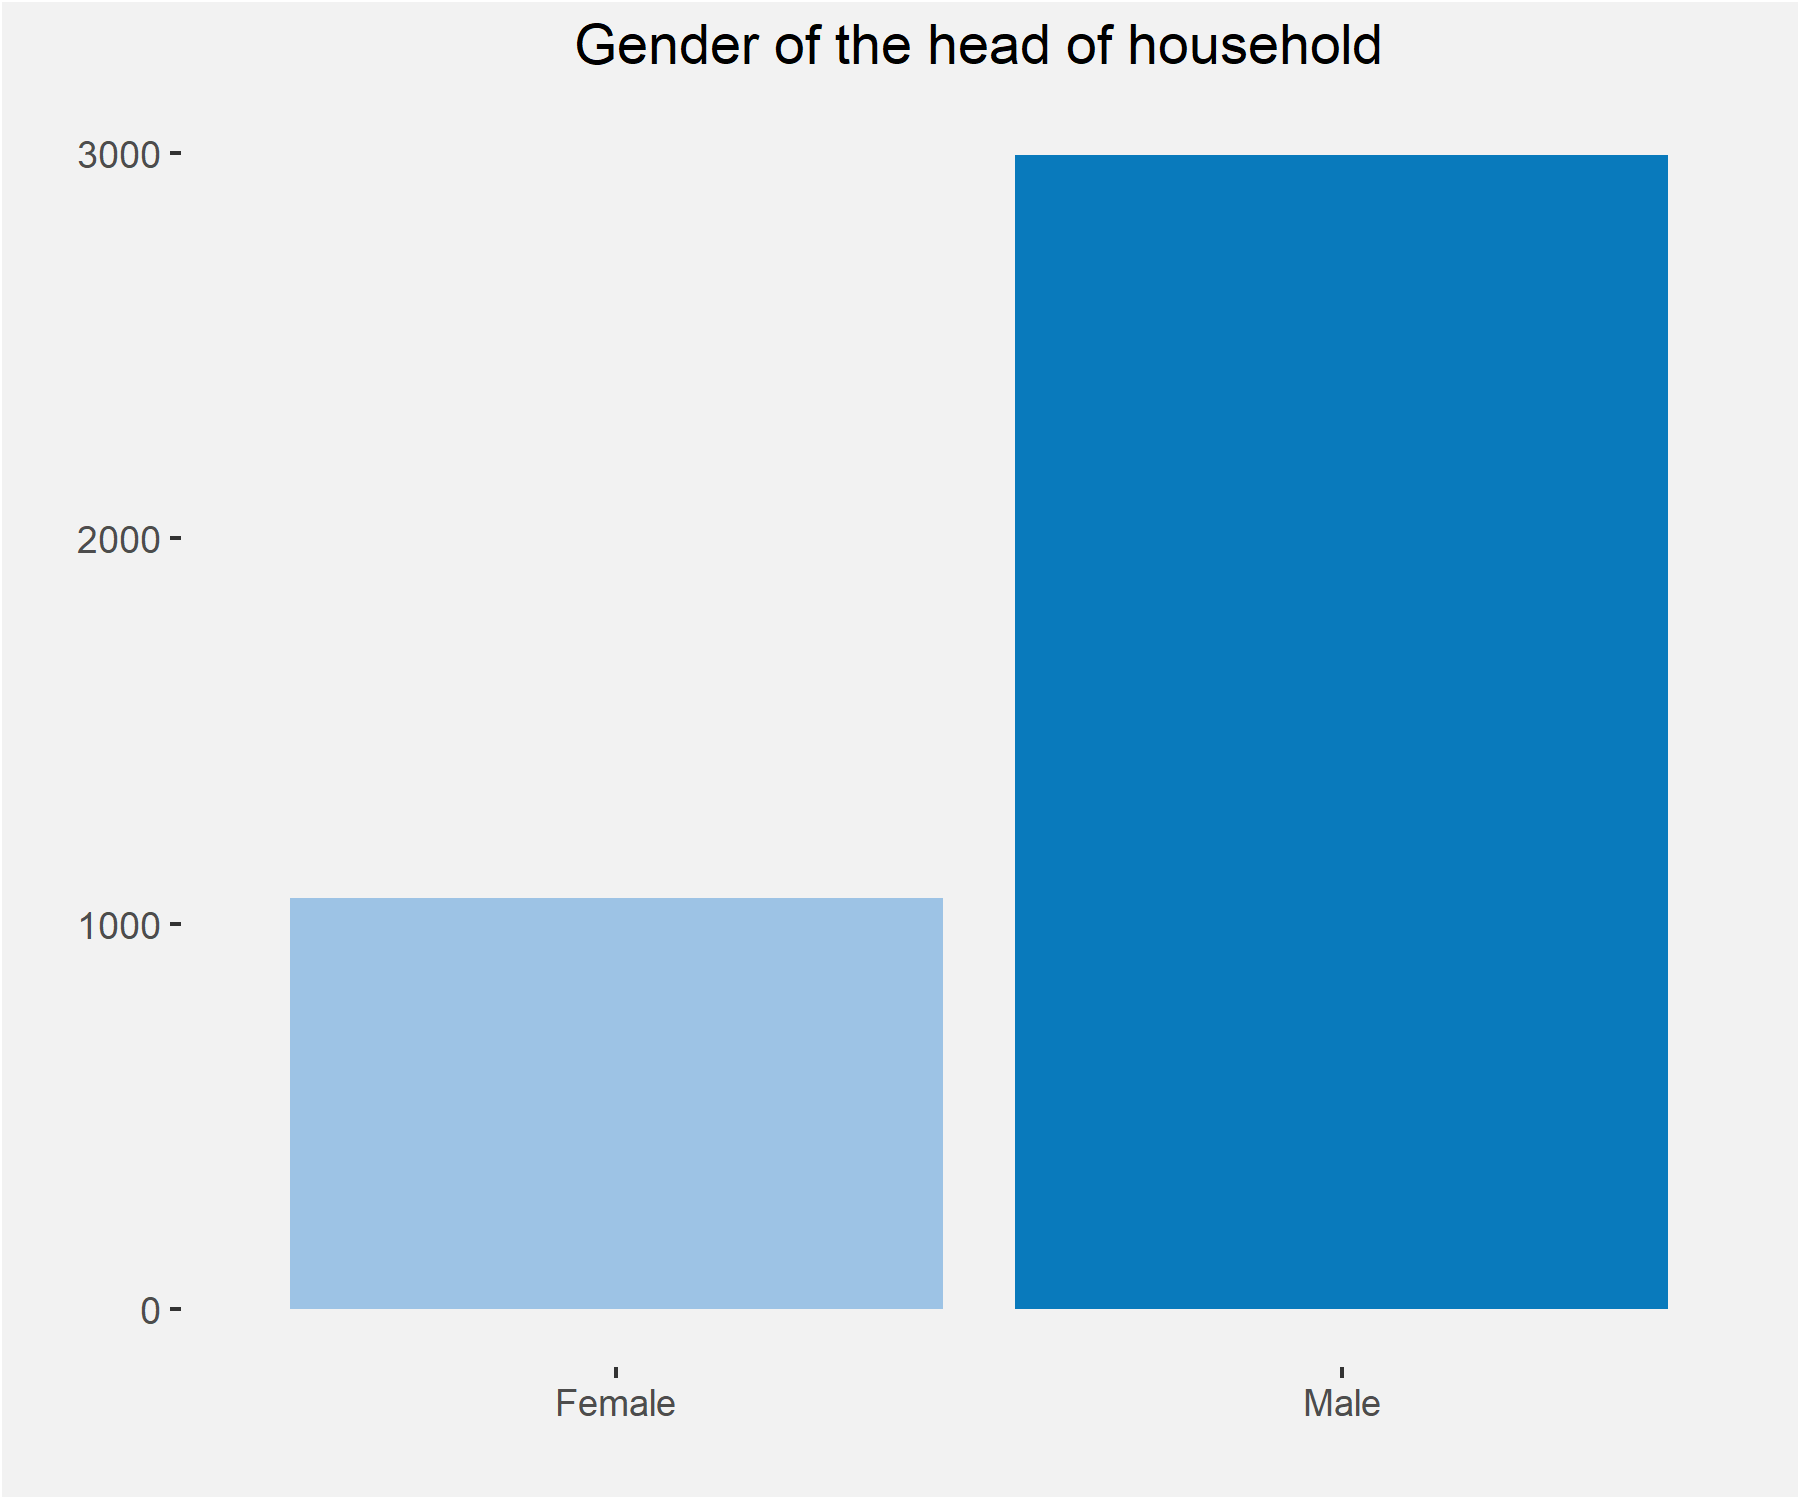 Gender of the head of household
3000
2000
1000
0
Female
Male